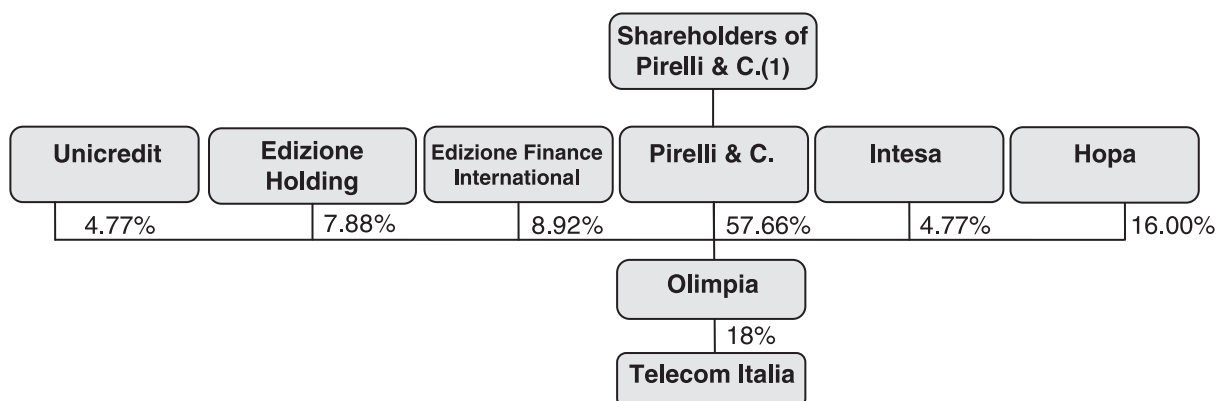 Shareholders of
Pirelli & C.(1)
Unicredit
Edizione
Holding
Edizione Finance
International
Pirelli & C.
Intesa
Hopa
4.77%
7.88%
8.92%
57.66%
4.77%
16.00%
Olimpia
18%
Telecom Italia